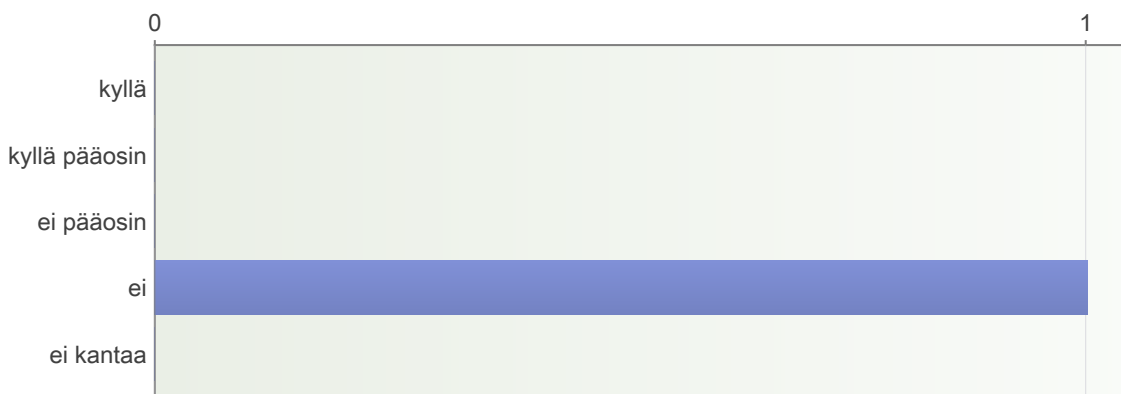 0 1
kyllä
kyllä pääosin
ei pääosin
ei
ei kantaa